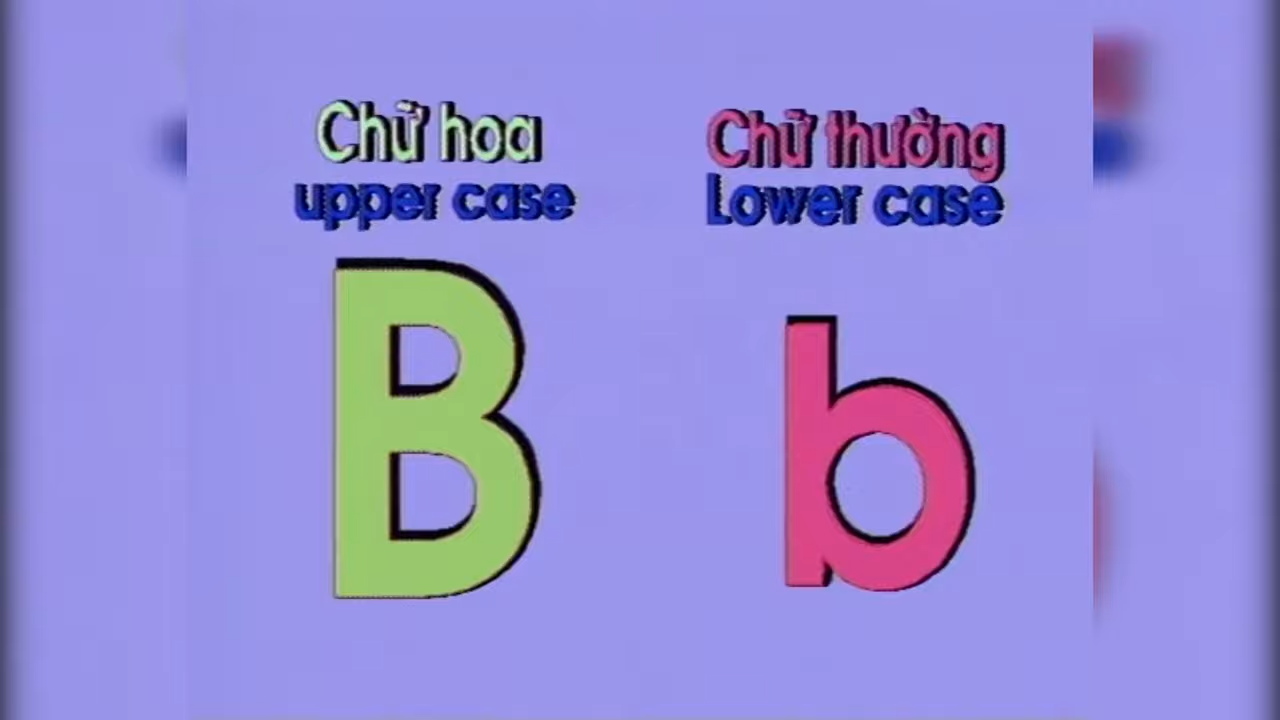 Chữ hoa
upper case
B
Chữ thường
Lower case
b